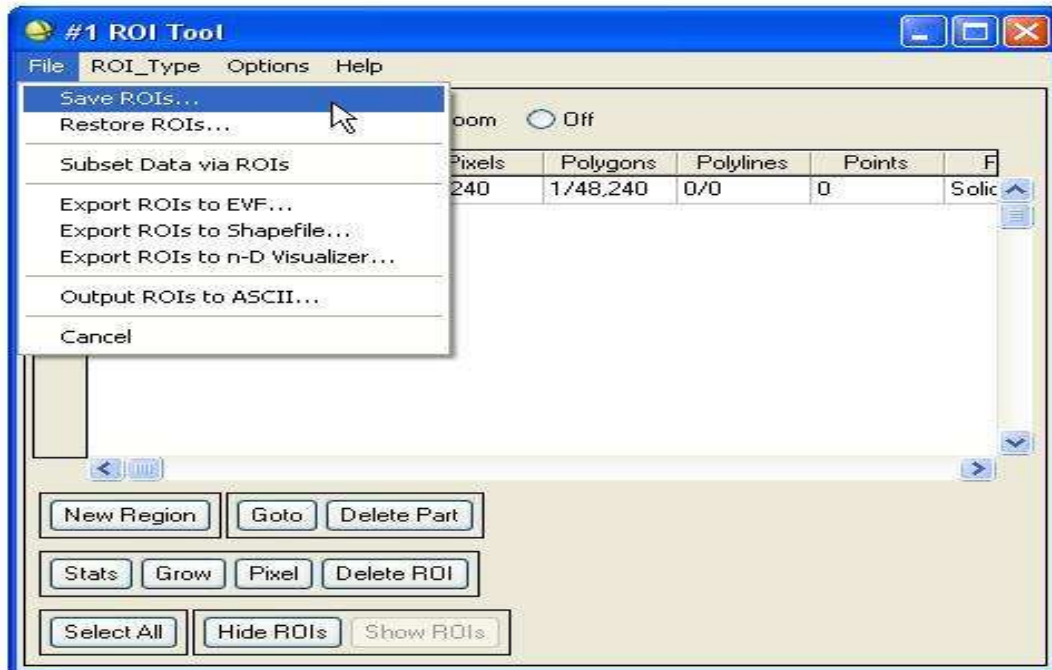 #1 ROI Tool
File ROI_Type Options Help
Save ROIs...
Restore ROIs...
Subset Data via ROIs
Export ROIs to EVF...
Export ROIs to Shapefile...
Export ROIs to n-D Visualizer...
Output ROIs to ASCII...
Cancel
oom Off
Pixels Polygons Polylines Points F
240 1/48,240 0/0 0 Solid
New Region Goto Delete Part
Stats Grow Pixel Delete ROI
Select All Hide ROIs Show ROIs